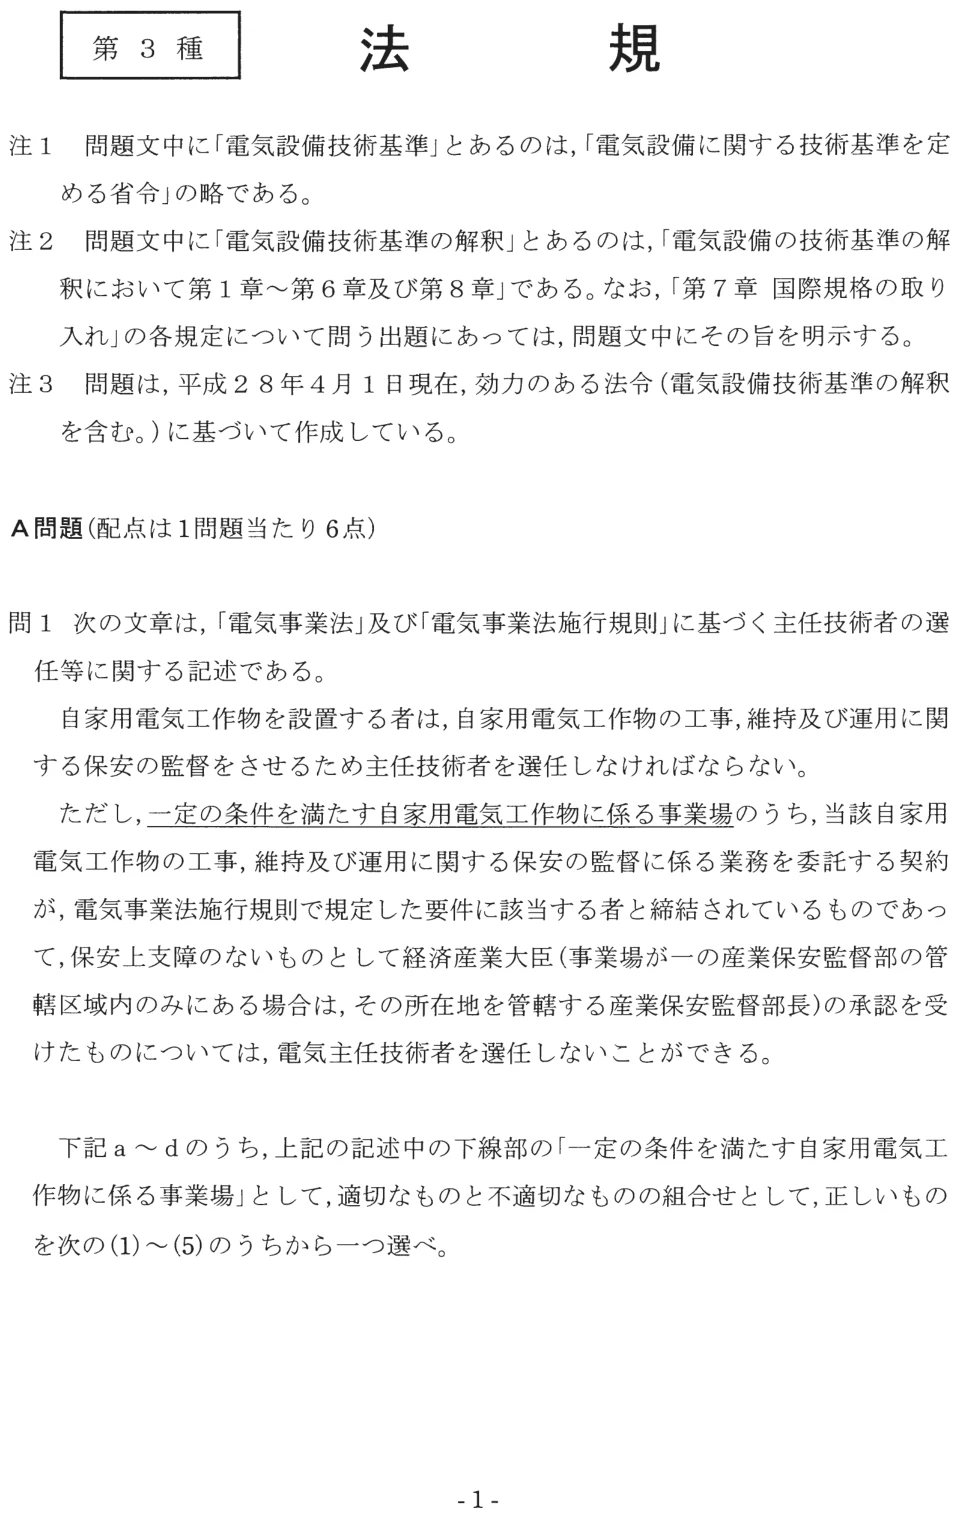 第 3 種
法 規
注1 問題文中に「電気設備技術基準」とあるのは,「電気設備に関する技術基準を定
める省令」の略である。
注2 問題文中に「電気設備技術基準の解釈」とあるのは,「電気設備の技術基準の解
釈において第1章～第6章及び第8章」である。なお,「第7章 国際規格の取り
入れ」の各規定について問う出題にあっては,問題文中にその旨を明示する。
注3 問題は,平成28年4月1日現在,効力のある法令(電気設備技術基準の解釈
を含む。)に基づいて作成している。
A問題(配点は1問題当たり6点)
問1 次の文章は,「電気事業法」及び「電気事業法施行規則」に基づく主任技術者の選
任等に関する記述である。
自家用電気工作物を設置する者は,自家用電気工作物の工事,維持及び運用に関
する保安の監督をさせるため主任技術者を選任しなければならない。
ただし,一定の条件を満たす自家用電気工作物に係る事業場のうち,当該自家用
電気工作物の工事,維持及び運用に関する保安の監督に係る業務を委託する契約
が,電気事業法施行規則で規定した要件に該当する者と締結されているものであっ
て,保安上支障のないものとして経済産業大臣(事業場が一の産業保安監督部の管
轄区域内のみにある場合は,その所在地を管轄する産業保安監督部長)の承認を受
けたものについては,電気主任技術者を選任しないことができる。
下記a～dのうち,上記の記述中の下線部の「一定の条件を満たす自家用電気工
作物に係る事業場」として,適切なものと不適切なものの組合せとして,正しいもの
を次の(1)～(5)のうちから一つ選べ。
- 1 -